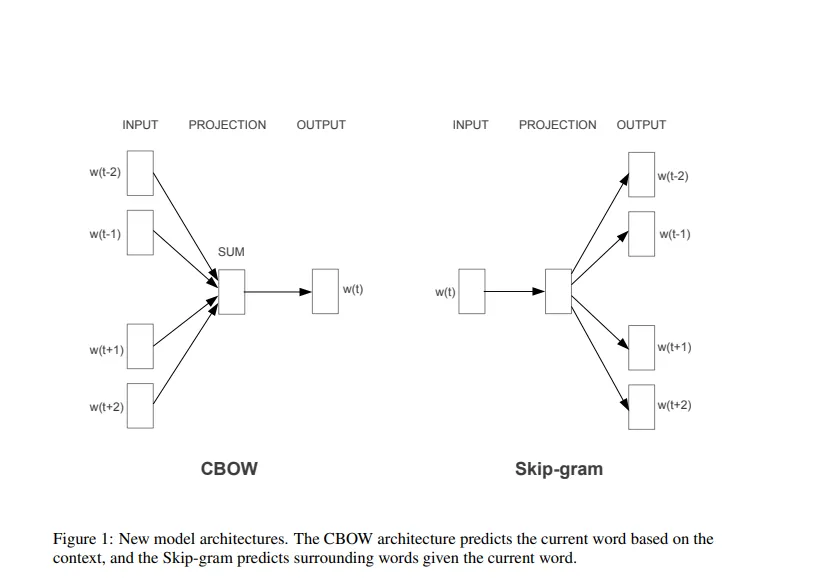 INPUT PROJECTION OUTPUT
w(t-2)
w(t-1)
SUM
w(t)
w(t+1)
w(t+2)
CBOW
INPUT PROJECTION OUTPUT
w(t-2)
w(t-1)
w(t)
w(t+1)
w(t+2)
Skip-gram
Figure 1: New model architectures. The CBOW architecture predicts the current word based on the
context, and the Skip-gram predicts surrounding words given the current word.